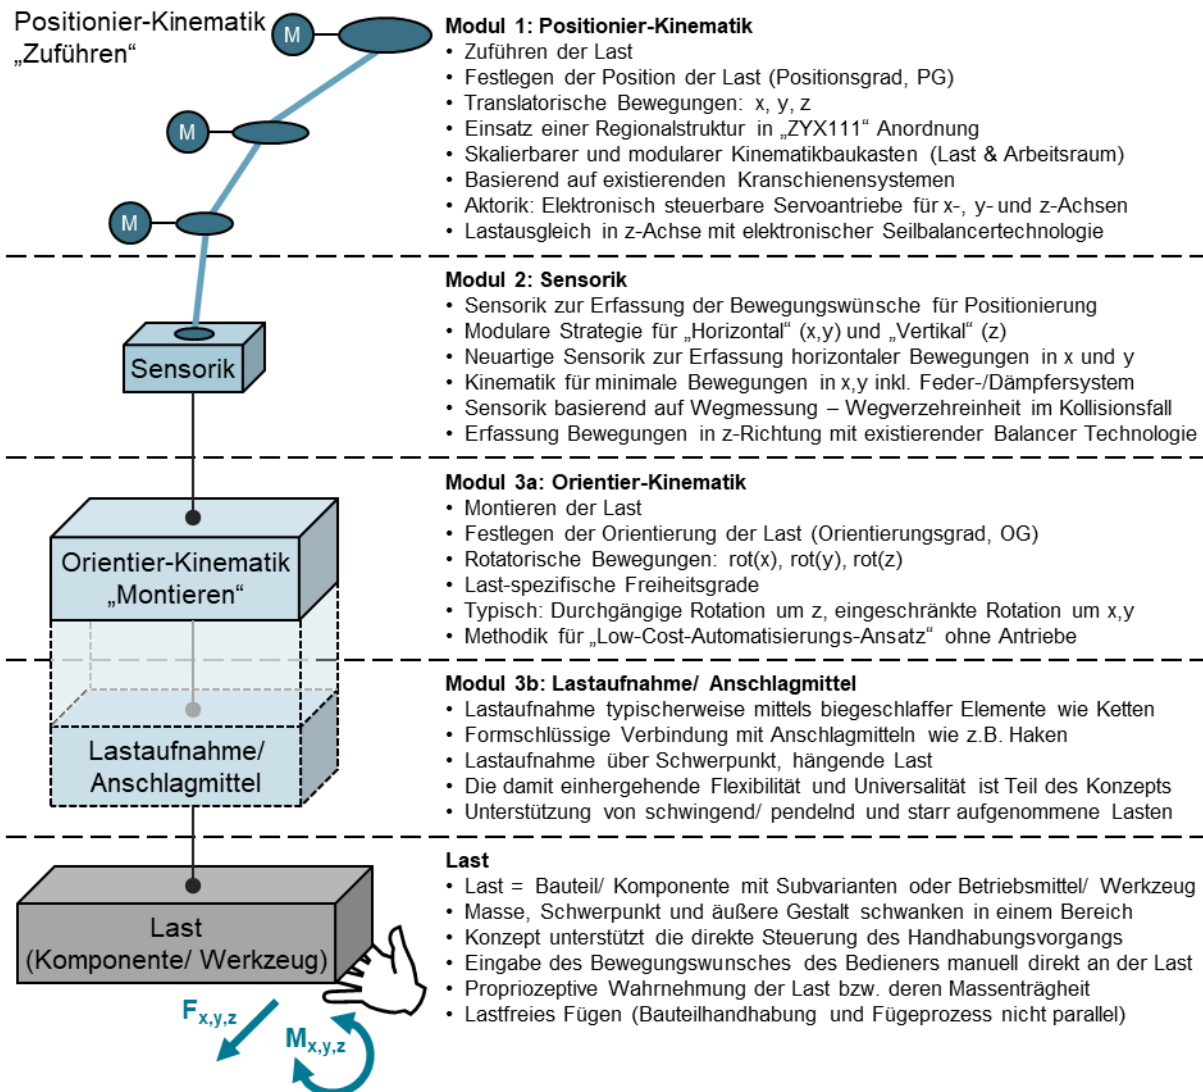 Positionier-Kinematik
„Zuführen“
M
M
M
Modul 1: Positionier-Kinematik
• Zuführen der Last
• Festlegen der Position der Last (Positionsgrad, PG)
• Translatorische Bewegungen: x, y, z
• Einsatz einer Regionalstruktur in „ZYX111“ Anordnung
• Skalierbarer und modularer Kinematikbaukasten (Last & Arbeitsraum)
• Basierend auf existierenden Kranschienensystemen
• Aktorik: Elektronisch steuerbare Servoantriebe für x-, y- und z-Achsen
• Lastausgleich in z-Achse mit elektronischer Seilbalancertechnologie
Sensorik
Modul 2: Sensorik
• Sensorik zur Erfassung der Bewegungswünsche für Positionierung
• Modulare Strategie für „Horizontal“ (x,y) und „Vertikal“ (z)
• Neuartige Sensorik zur Erfassung horizontaler Bewegungen in x und y
• Kinematik für minimale Bewegungen in x,y inkl. Feder-/Dämpfersystem
• Sensorik basierend auf Wegmessung – Wegverzehreinheit im Kollisionsfall
• Erfassung Bewegungen in z-Richtung mit existierender Balancer Technologie
Orientier-Kinematik
„Montieren“
Modul 3a: Orientier-Kinematik
• Montieren der Last
• Festlegen der Orientierung der Last (Orientierungsgrad, OG)
• Rotatorische Bewegungen: rot(x), rot(y), rot(z)
• Last-spezifische Freiheitsgrade
• Typisch: Durchgängige Rotation um z, eingeschränkte Rotation um x,y
• Methodik für „Low-Cost-Automatisierungs-Ansatz“ ohne Antriebe
Lastaufnahme/
Anschlagmittel
Modul 3b: Lastaufnahme/ Anschlagmittel
• Lastaufnahme typischerweise mittels biegeschlaffer Elemente wie Ketten
• Formschlüssige Verbindung mit Anschlagmitteln wie z.B. Haken
• Lastaufnahme über Schwerpunkt, hängende Last
• Die damit einhergehende Flexibilität und Universalität ist Teil des Konzepts
• Unterstützung von schwingend/ pendelnd und starr aufgenommene Lasten
Last
(Komponente/ Werkzeug)
F x,y,z
M x,y,z
Last
• Last = Bauteil/ Komponente mit Subvarianten oder Betriebsmittel/ Werkzeug
• Masse, Schwerpunkt und äußere Gestalt schwanken in einem Bereich
• Konzept unterstützt die direkte Steuerung des Handhabungsvorgangs
• Eingabe des Bewegungswunsches des Bedieners manuell direkt an der Last
• Propriozeptive Wahrnehmung der Last bzw. deren Massenträgheit
• Lastfreies Fügen (Bauteilhandhabung und Fügeprozess nicht parallel)